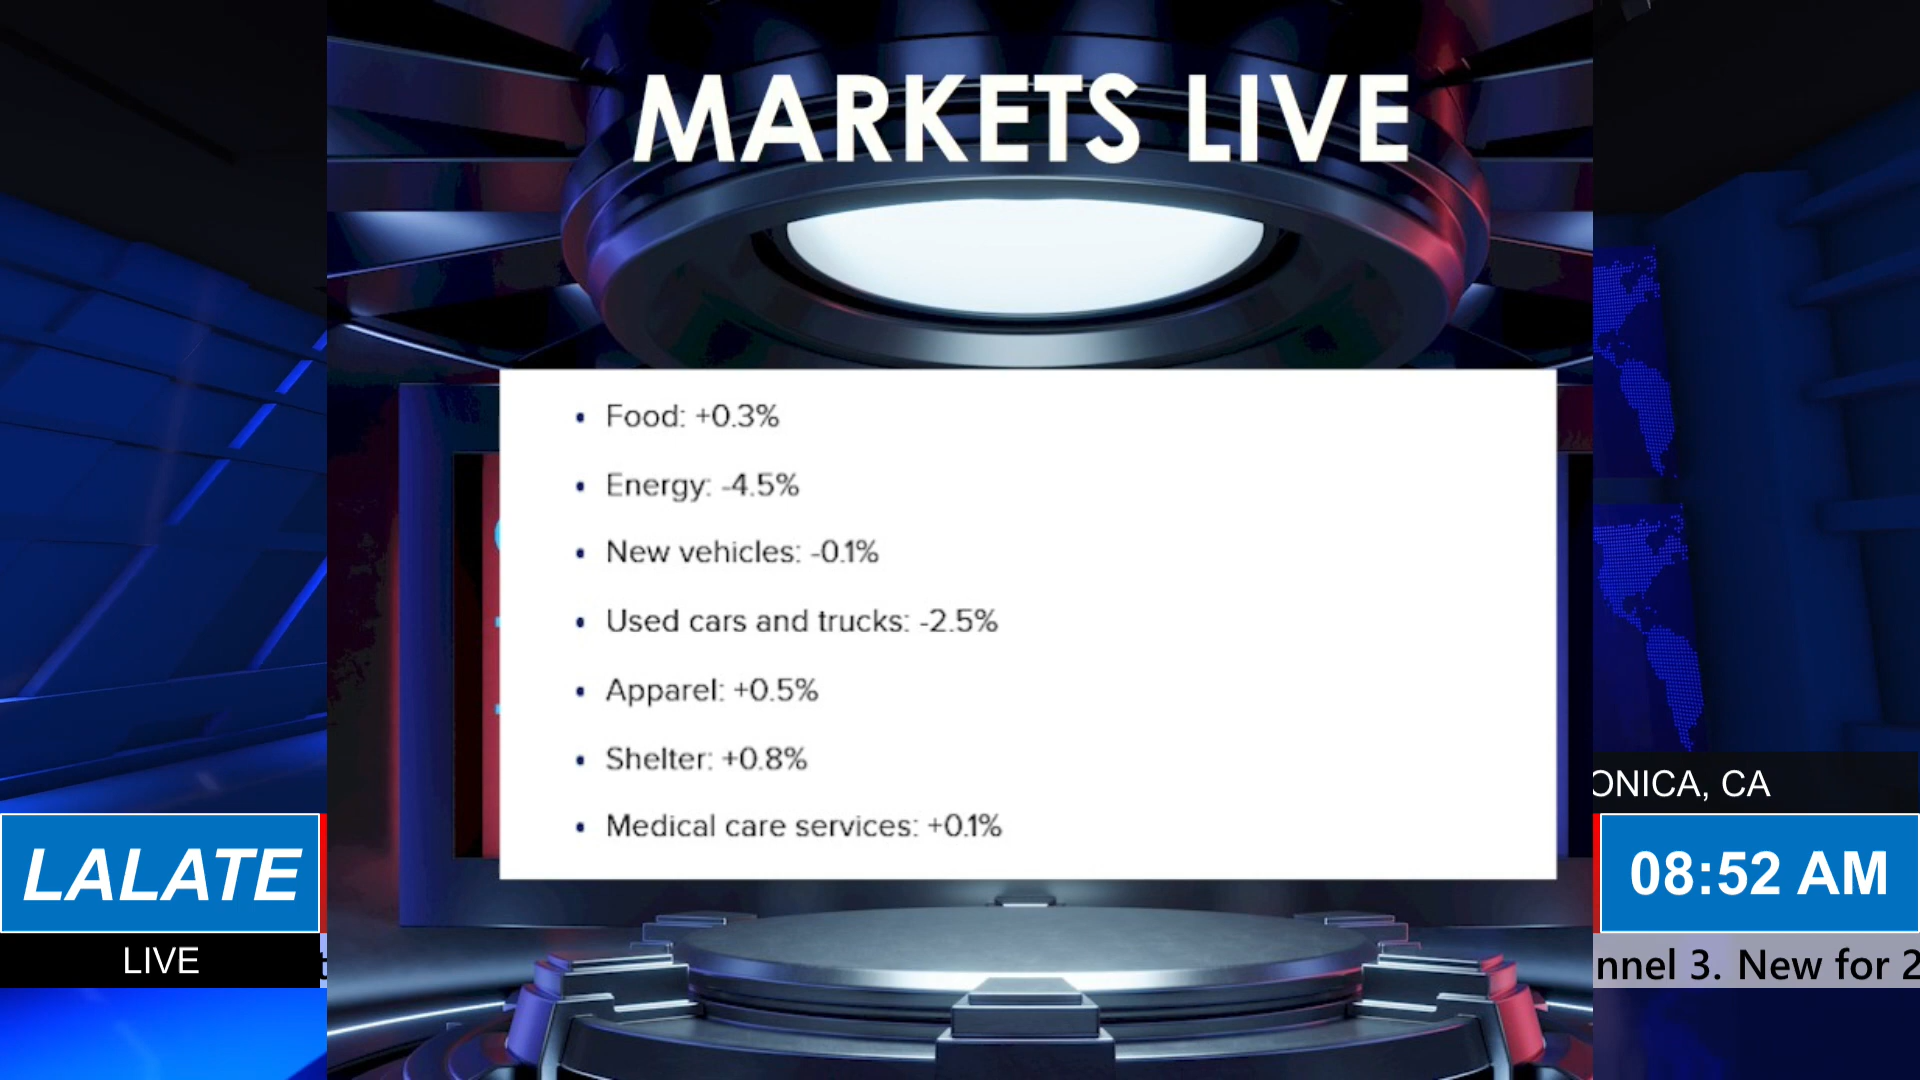 MARKETS LIVE
• Food: +0.3%
• Energy: -4.5%
• New vehicles: -0.1%
• Used cars and trucks: -2.5%
• Apparel: +0.5%
• Shelter: +0.8%
• Medical care services: +0.1%
ONICA, CA
LALATE
08:52 AM
LIVE
nnel 3. New for 2